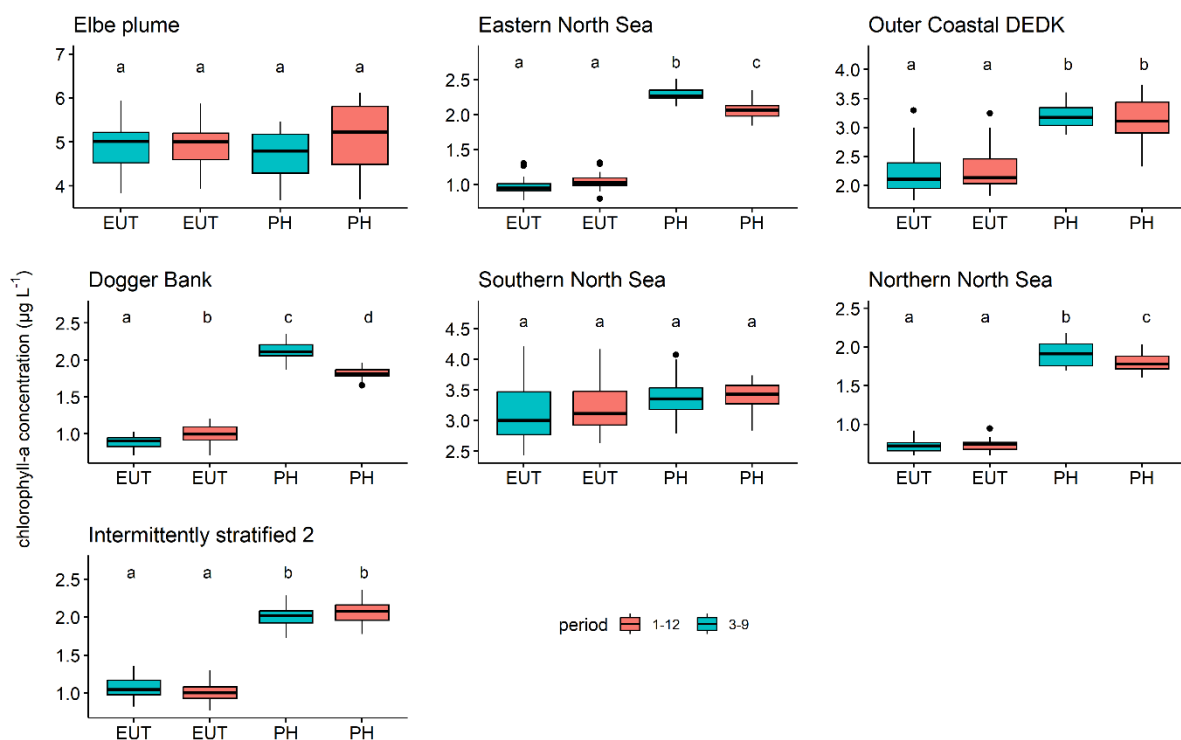 Elbe plume
7
6
5
4
a a a a
EUT EUT PH PH
Eastern North Sea
2.5
2.0
1.5
1.0
a a b c
EUT EUT PH PH
Outer Coastal DEDK
4.0
3.5
3.0
2.5
2.0
a a b b
EUT EUT PH PH
chlorophyll-a concentration (µg L⁻¹)
Dogger Bank
2.5
2.0
1.5
1.0
a b c d
EUT EUT PH PH
Southern North Sea
4.5
4.0
3.5
3.0
2.5
a a a a
EUT EUT PH PH
Northern North Sea
2.5
2.0
1.5
1.0
a a b c
EUT EUT PH PH
Intermittently stratified 2
2.5
2.0
1.5
1.0
a a b b
EUT EUT PH PH
period 1-12 3-9